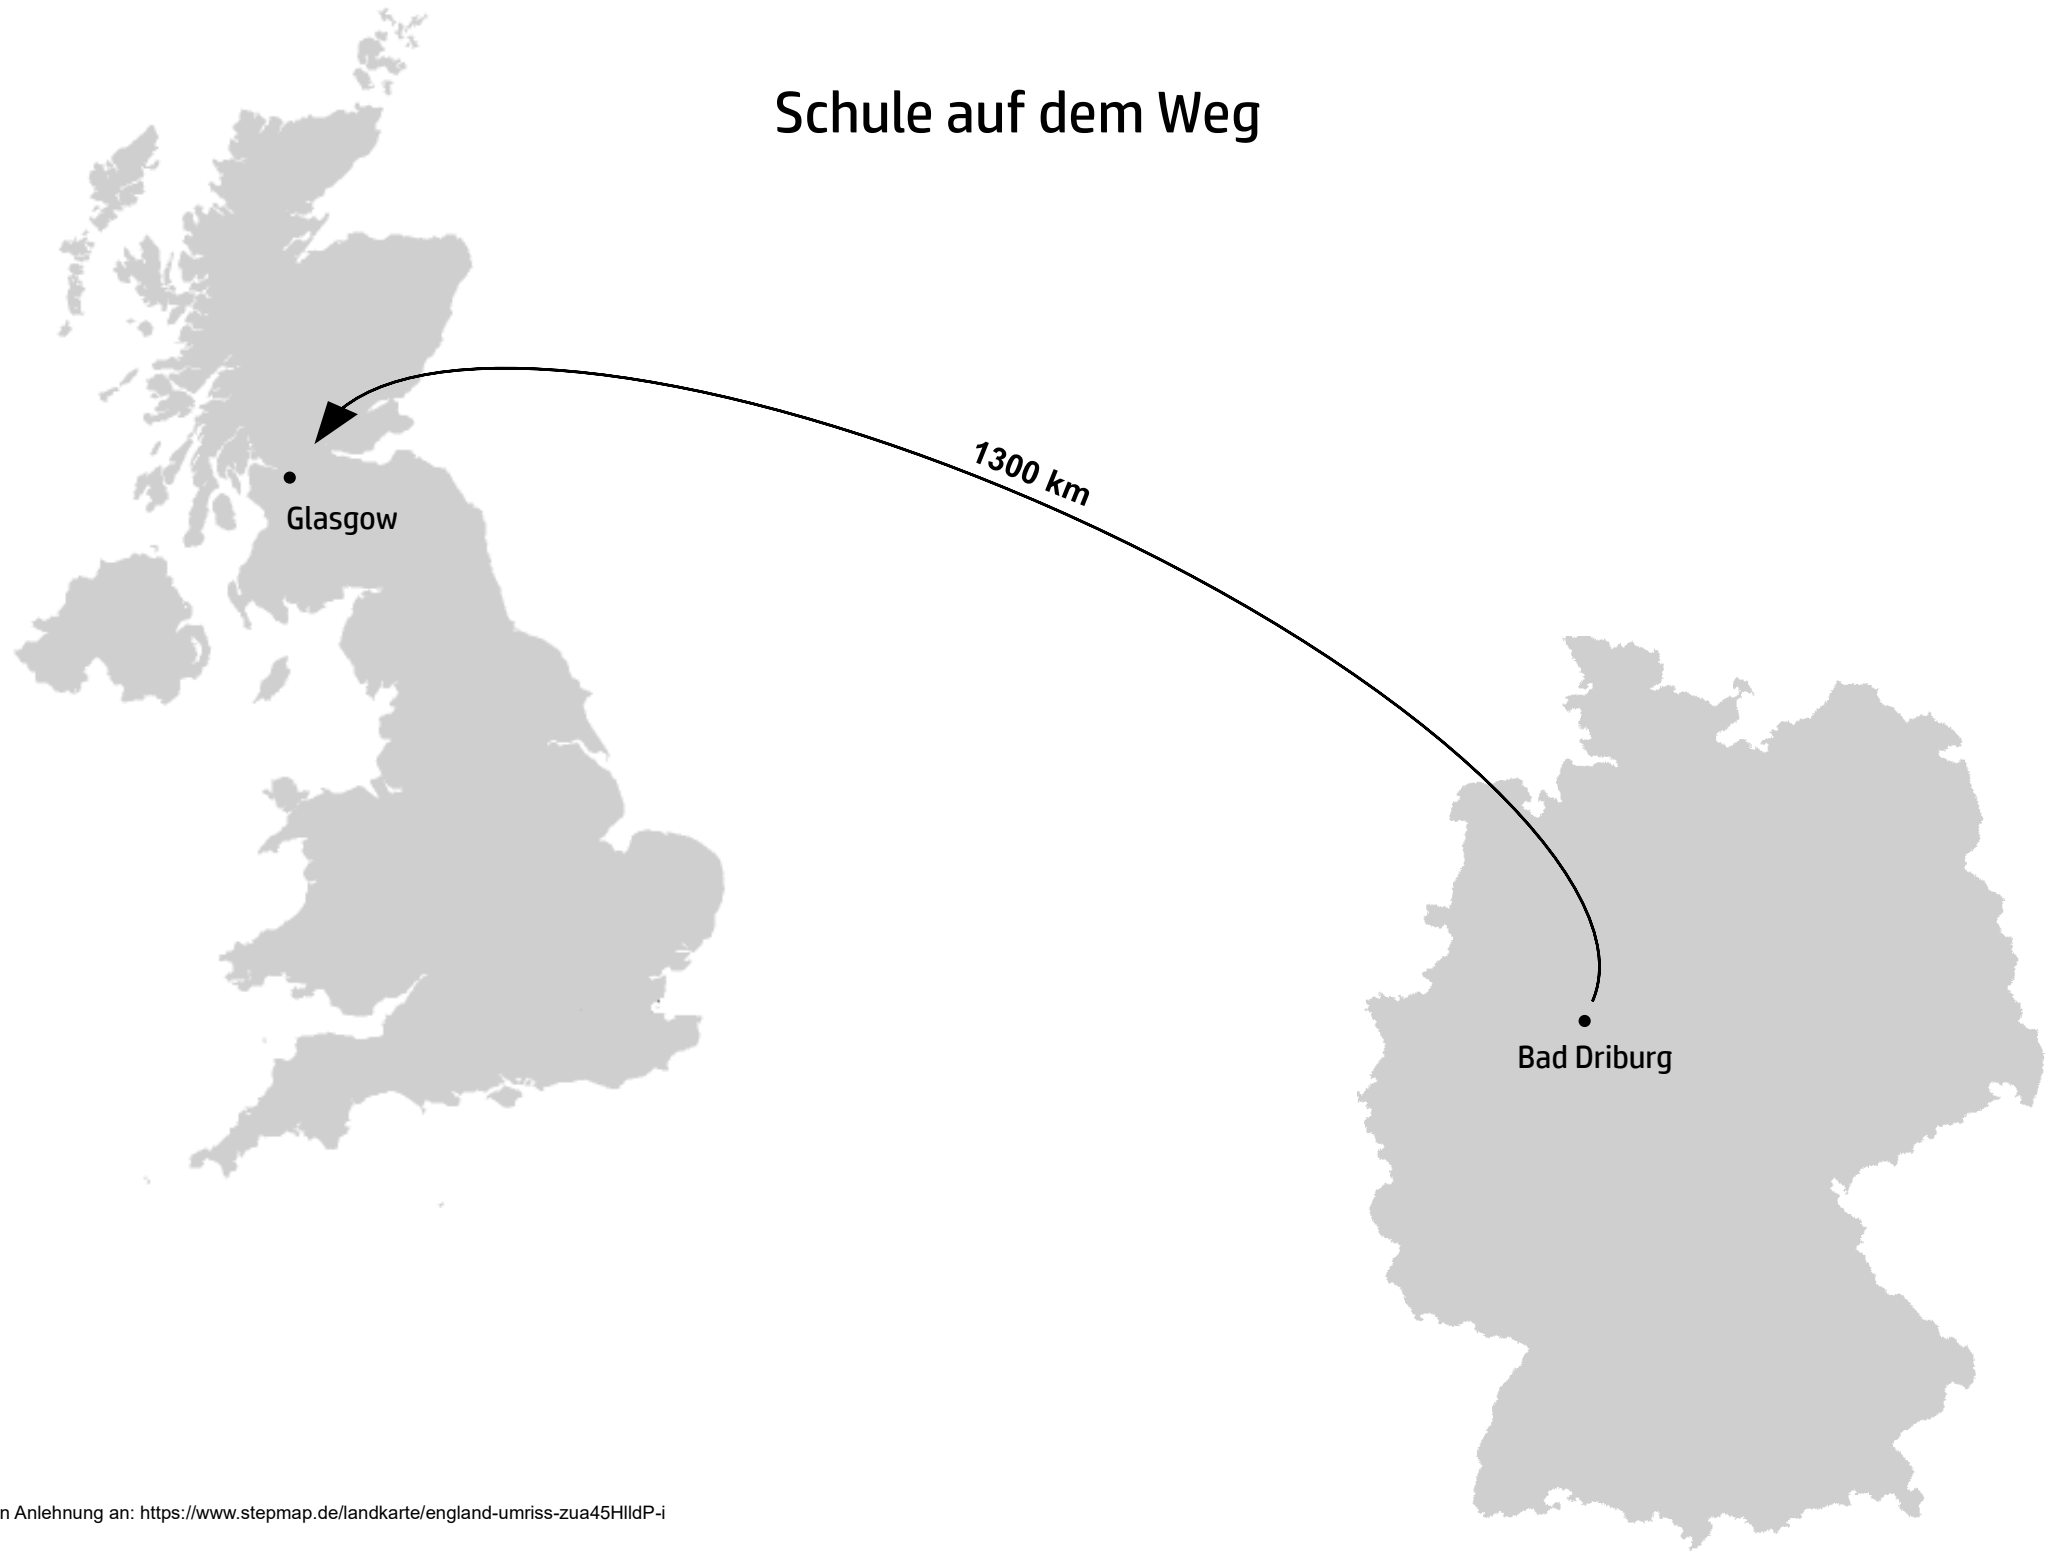 Schule auf dem Weg
1300 km
Glasgow
Bad Driburg
n Anlehnung an: https://www.stepmap.de/landkarte/england-umriss-zua45HlldP-i